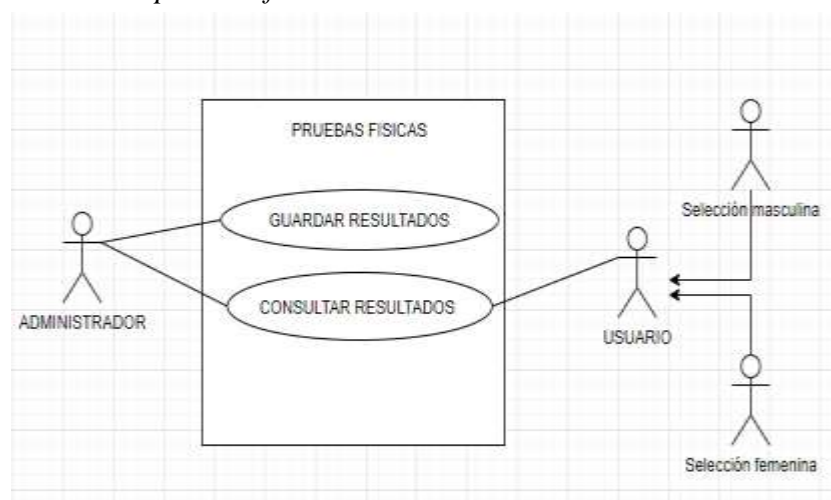 PRUEBAS FISICAS
Selección masculina
GUARDAR RESULTADOS
CONSULTAR RESULTADOS
ADMINISTRADOR
USUARIO
Selección femenina